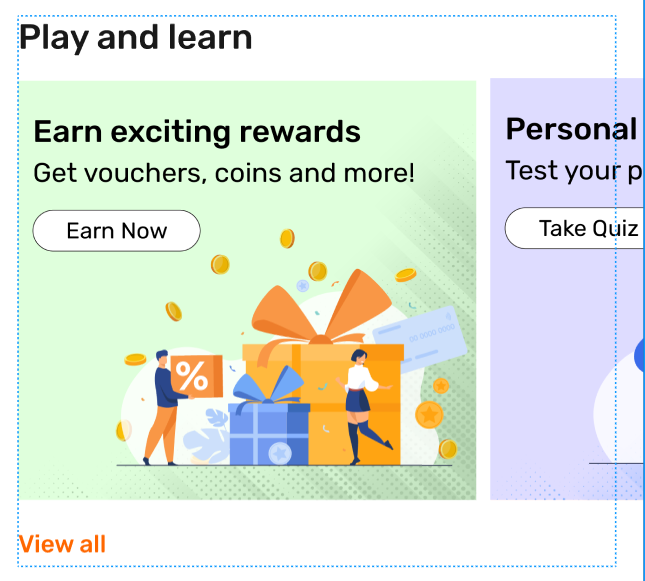 Play and learn
Earn exciting rewards
Get vouchers, coins and more!
Earn Now
%
Personal
Test your p
Take Quiz
View all